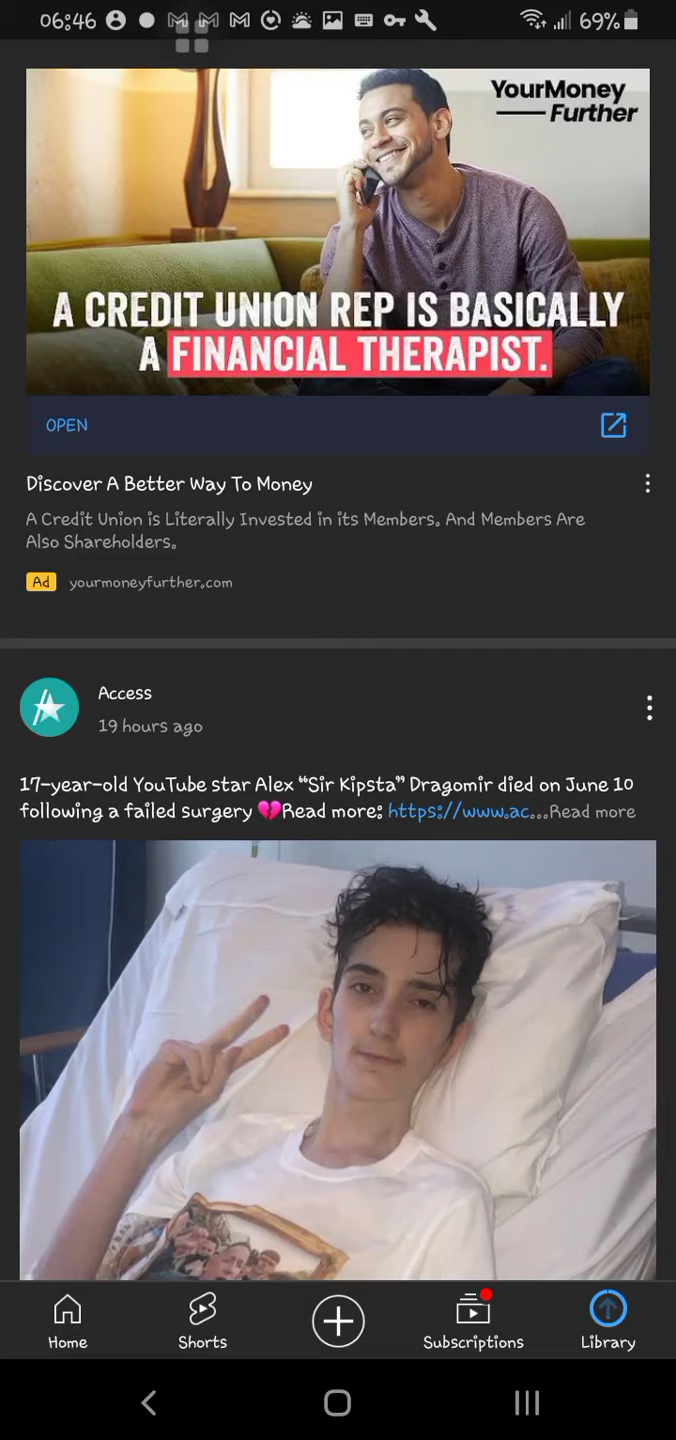 06:46
69%
YourMoney
Further
A CREDIT UNION REP IS BASICALLY
A FINANCIAL THERAPIST.
OPEN
Discover A Better Way To Money
A Credit Union is Literally Invested in its Members. And Members Are
Also Shareholders.
Ad yourmoneyfurther.com
Access
19 hours ago
17-year-old YouTube star Alex “Sir Kipsta” Dragomir died on June 10
following a failed surgery 💔Read more: https://www.ac...Read more
Home
Shorts
Subscriptions
Library